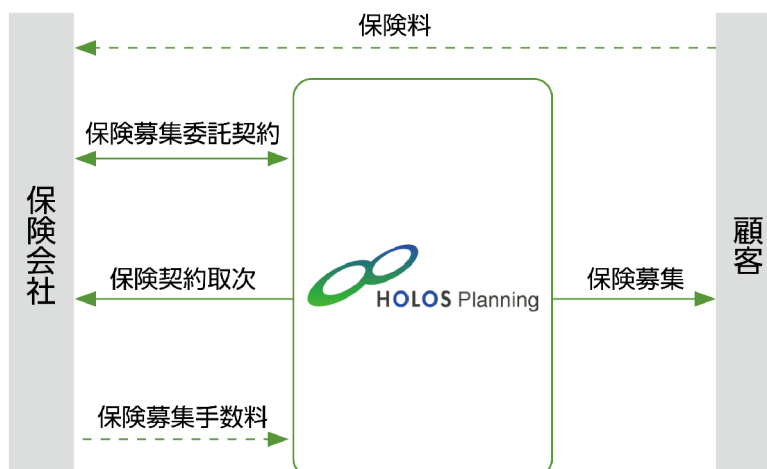 保険料
保険募集委託契約
保険会社
顧客
保険契約取次
HOLOS Planning
保険募集
保険募集手数料